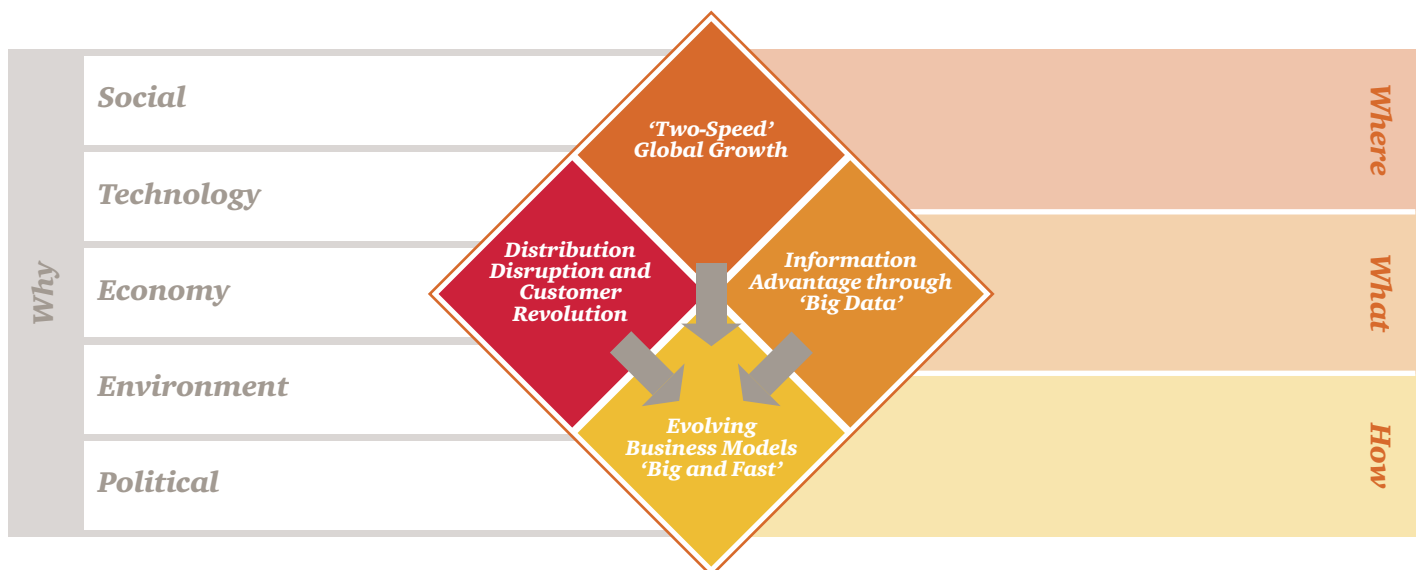 Why
Social
Technology
Economy
Environment
Political
‘Two-Speed’
Global Growth
Distribution
Disruption and
Customer
Revolution
Information
Advantage through
‘Big Data’
Evolving
Business Models
‘Big and Fast’
Where
What
How